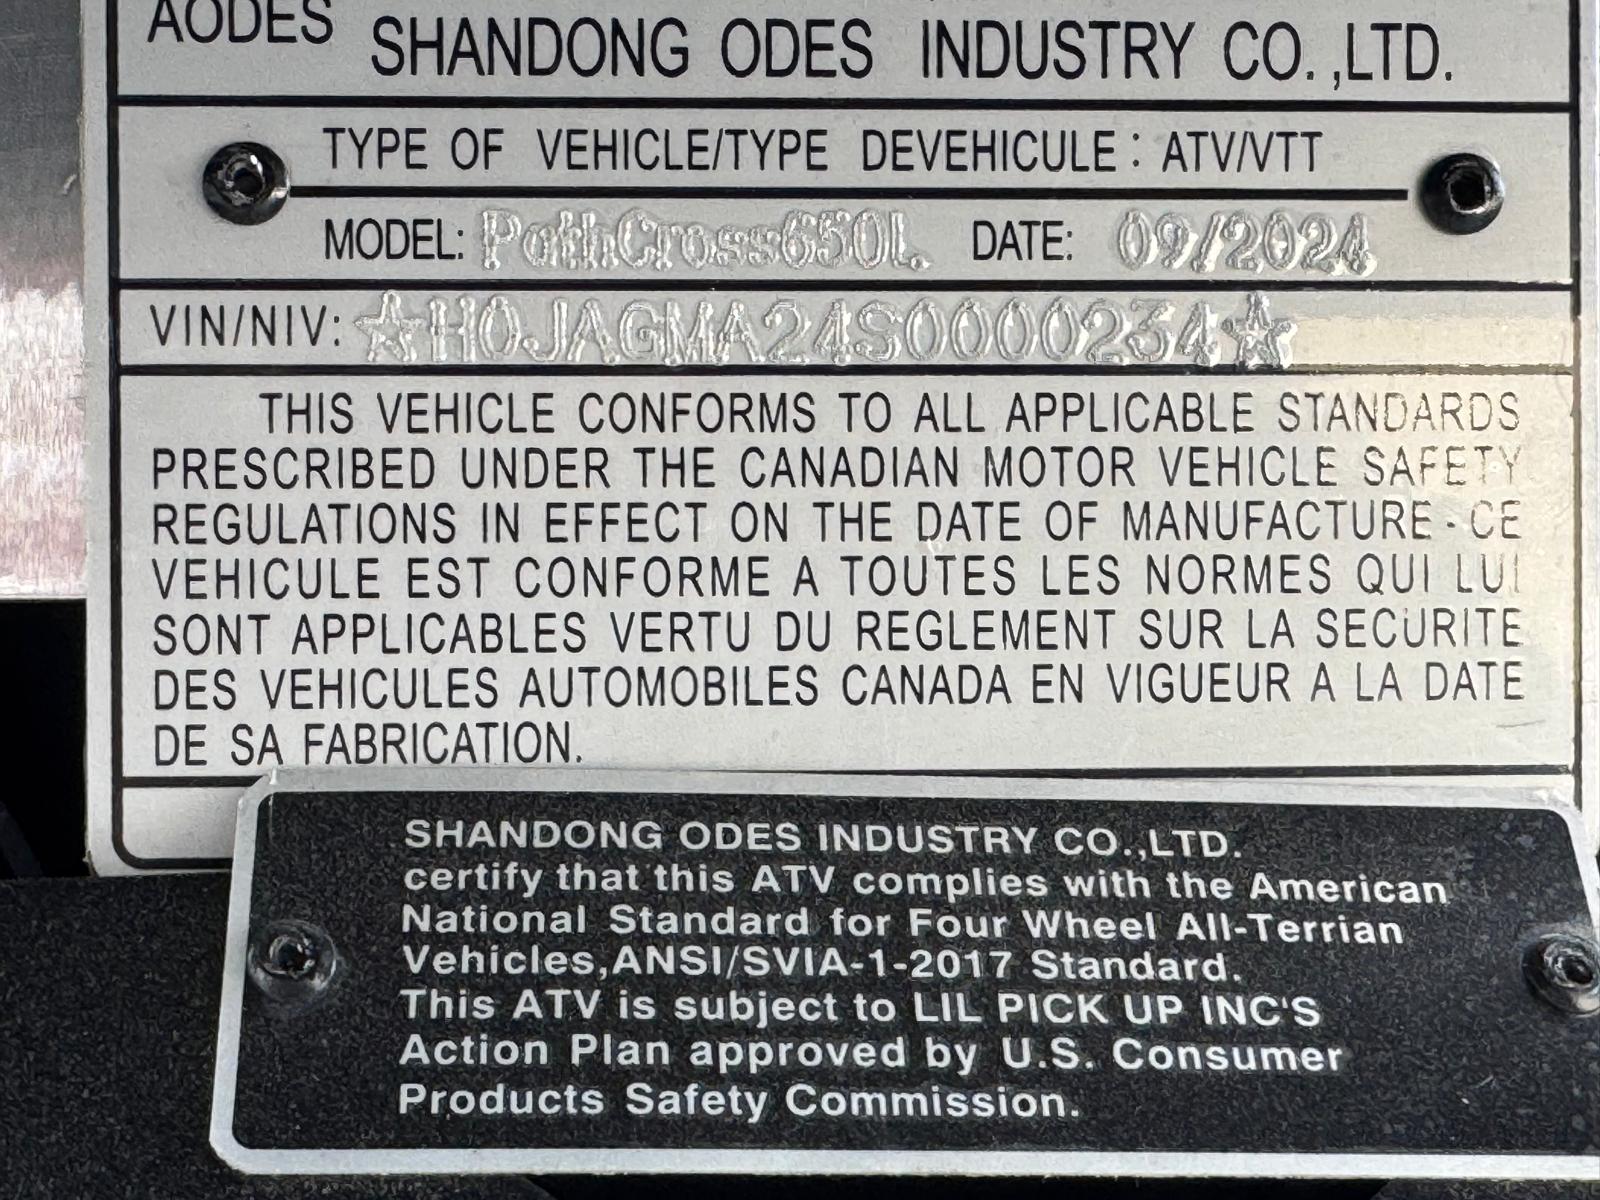 AODES SHANDONG ODES INDUSTRY CO.,LTD.
TYPE OF VEHICLE/TYPE DEVEHICULE : ATV/VTT
MODEL: PathCross650L DATE: 09/2024
VIN/NIV: ☆H0JAGMA24S0000234☆
THIS VEHICLE CONFORMS TO ALL APPLICABLE STANDARDS
PRESCRIBED UNDER THE CANADIAN MOTOR VEHICLE SAFETY
REGULATIONS IN EFFECT ON THE DATE OF MANUFACTURE - CE
VEHICULE EST CONFORME A TOUTES LES NORMES QUI LUI
SONT APPLICABLES VERTU DU REGLEMENT SUR LA SECURITE
DES VEHICULES AUTOMOBILES CANADA EN VIGUEUR A LA DATE
DE SA FABRICATION.
SHANDONG ODES INDUSTRY CO.,LTD.
certify that this ATV complies with the American
National Standard for Four Wheel All-Terrian
Vehicles,ANSI/SVIA-1-2017 Standard.
This ATV is subject to LIL PICK UP INC'S
Action Plan approved by U.S. Consumer
Products Safety Commission.